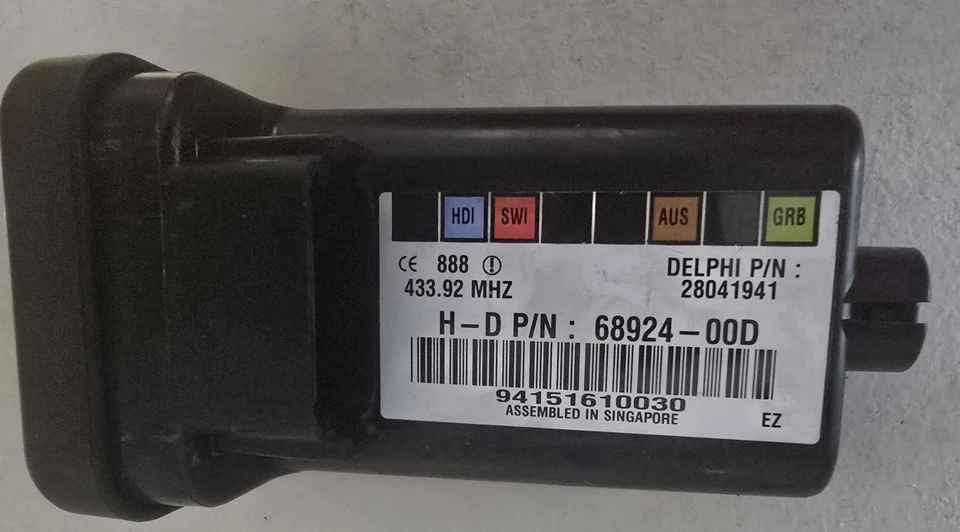 HDI SWI AUS GRB
CE 888
433.92 MHZ
DELPHI P/N :
28041941
H-D P/N : 68924-00D
94151610030
ASSEMBLED IN SINGAPORE
EZ